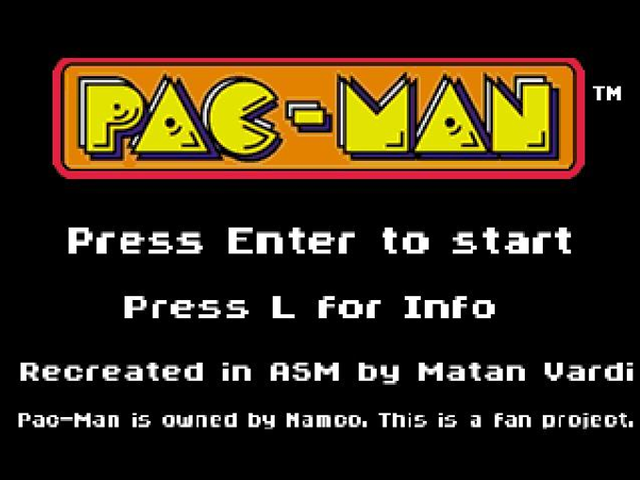 PAC-MAN ™
Press Enter to start
Press L for Info
Recreated in ASM by Matan Vardi
Pac-Man is owned by Namco. This is a fan project.